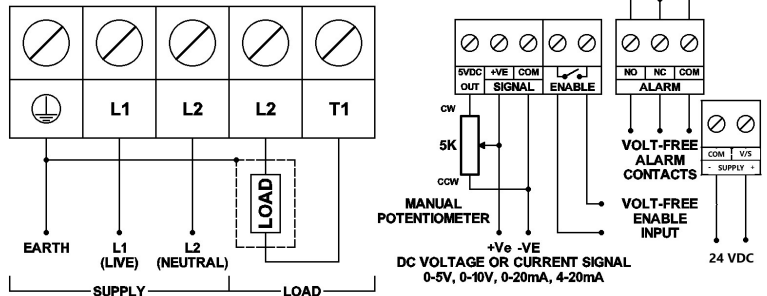 L1 L2 L2 T1
LOAD
EARTH L1 (LIVE) L2 (NEUTRAL)
SUPPLY LOAD
5VDC OUT +VE COM SIGNAL ENABLE
CW
5K
CCW
MANUAL POTENTIOMETER
+Ve -VE
DC VOLTAGE OR CURRENT SIGNAL
0-5V, 0-10V, 0-20mA, 4-20mA
NO NC COM
ALARM
VOLT-FREE
ALARM
CONTACTS
VOLT-FREE
ENABLE
INPUT
COM V/S
- SUPPLY +
24 VDC